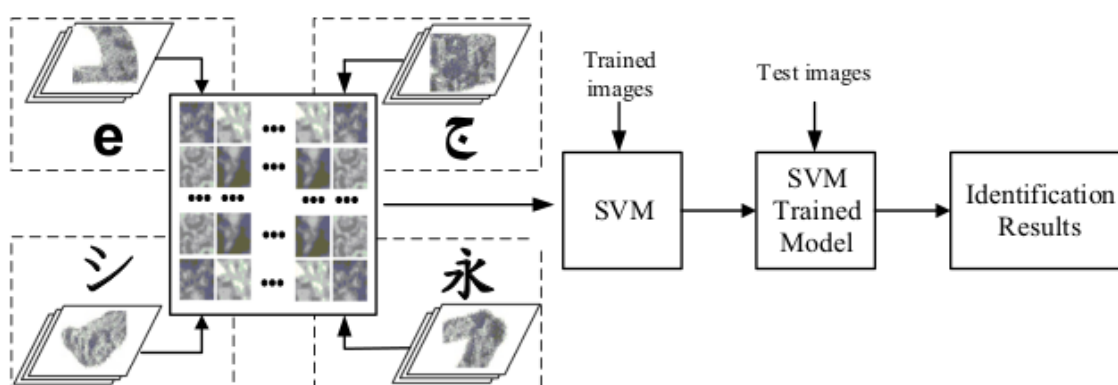 e
ج
シ
永
Trained
images
Test images
SVM
SVM
Trained
Model
Identification
Results